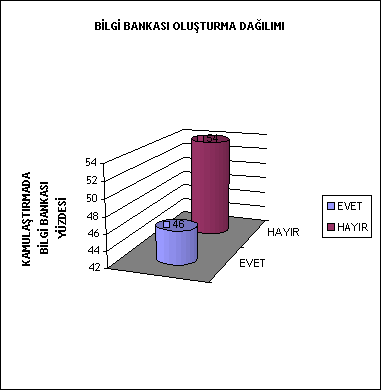 BİLGİ BANKASI OLUŞTURMA DAĞILIMI
KAMULAŞTIRMADA
BİLGİ BANKASI
YÜZDESİ
54
52
50
48
46
44
42
54
46
HAYIR
EVET
EVET
HAYIR